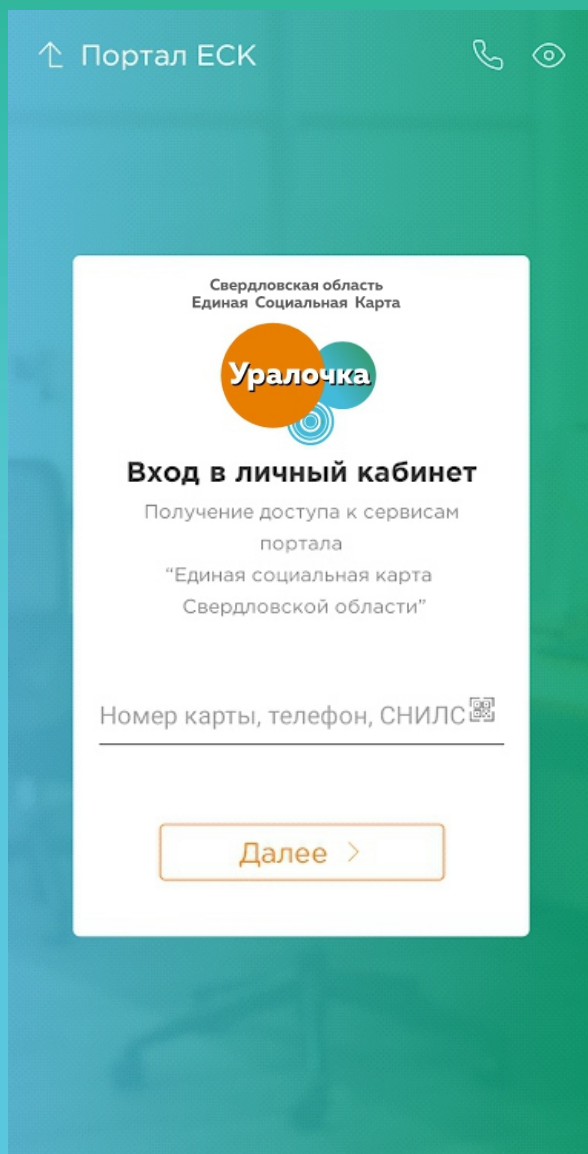 Портал ЕСК
Свердловская область
Единая Социальная Карта
Уралочка
Вход в личный кабинет
Получение доступа к сервисам
портала
“Единая социальная карта
Свердловской области”
Номер карты, телефон, СНИЛС
Далее